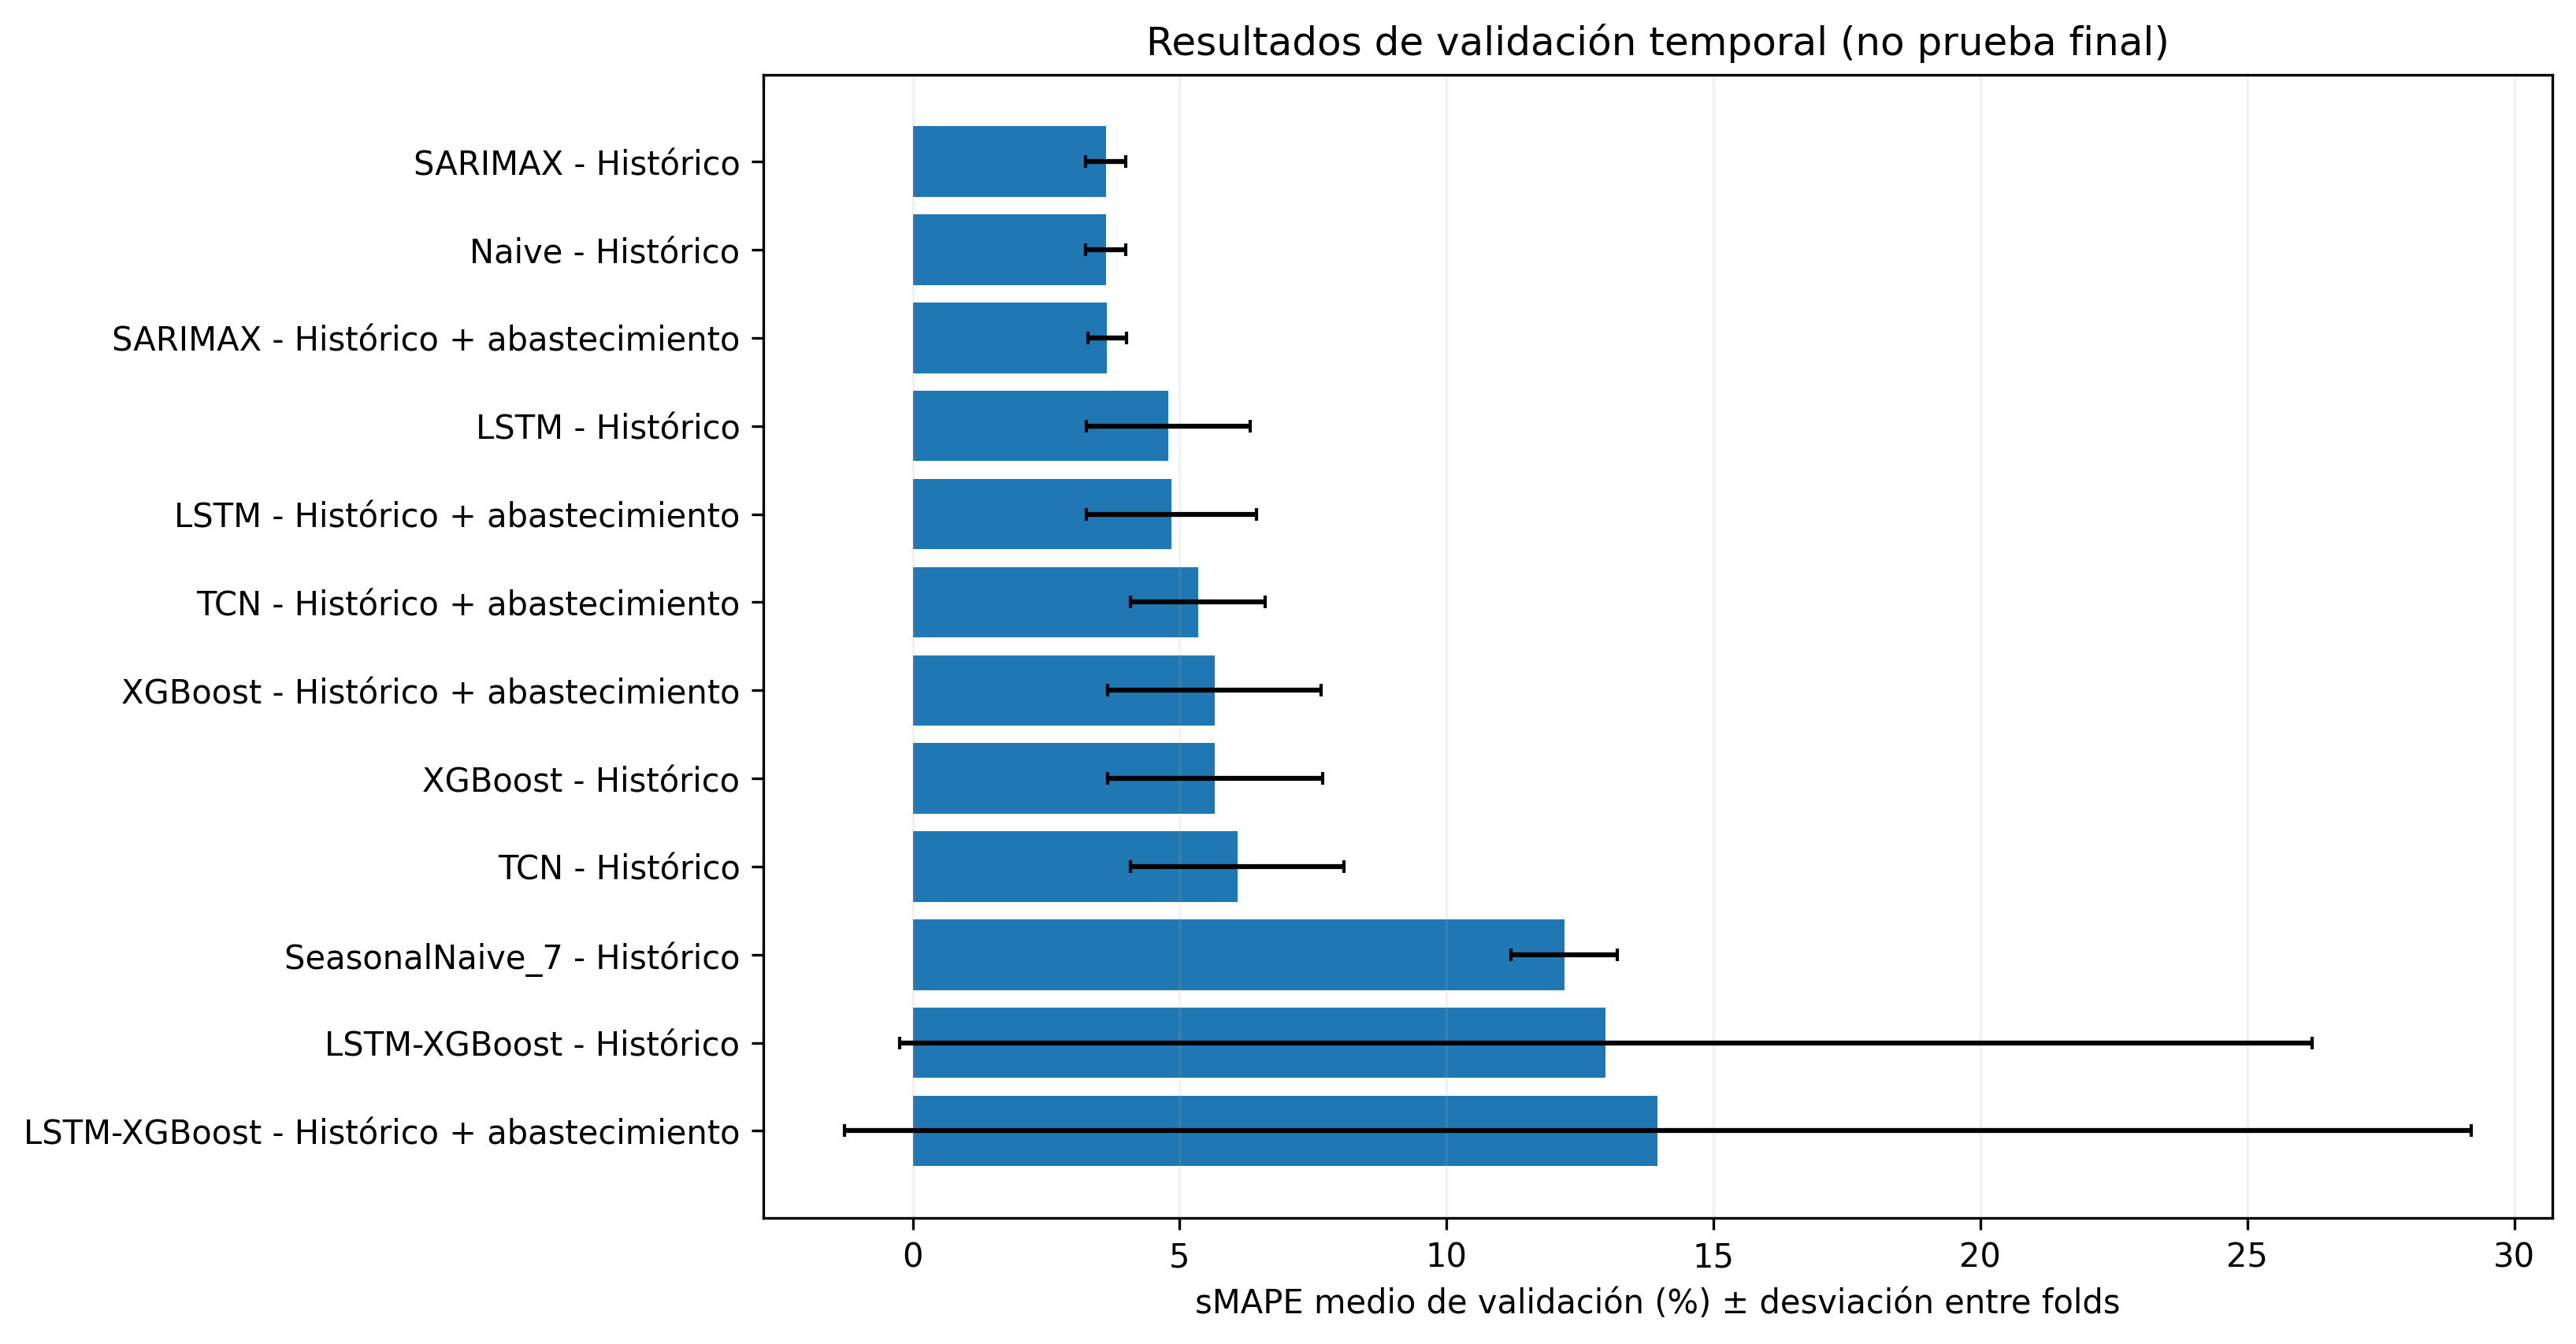 Resultados de validación temporal (no prueba final)
SARIMAX - Histórico
Naive - Histórico
SARIMAX - Histórico + abastecimiento
LSTM - Histórico
LSTM - Histórico + abastecimiento
TCN - Histórico + abastecimiento
XGBoost - Histórico + abastecimiento
XGBoost - Histórico
TCN - Histórico
SeasonalNaive_7 - Histórico
LSTM-XGBoost - Histórico
LSTM-XGBoost - Histórico + abastecimiento
0 5 10 15 20 25 30
sMAPE medio de validación (%) ± desviación entre folds